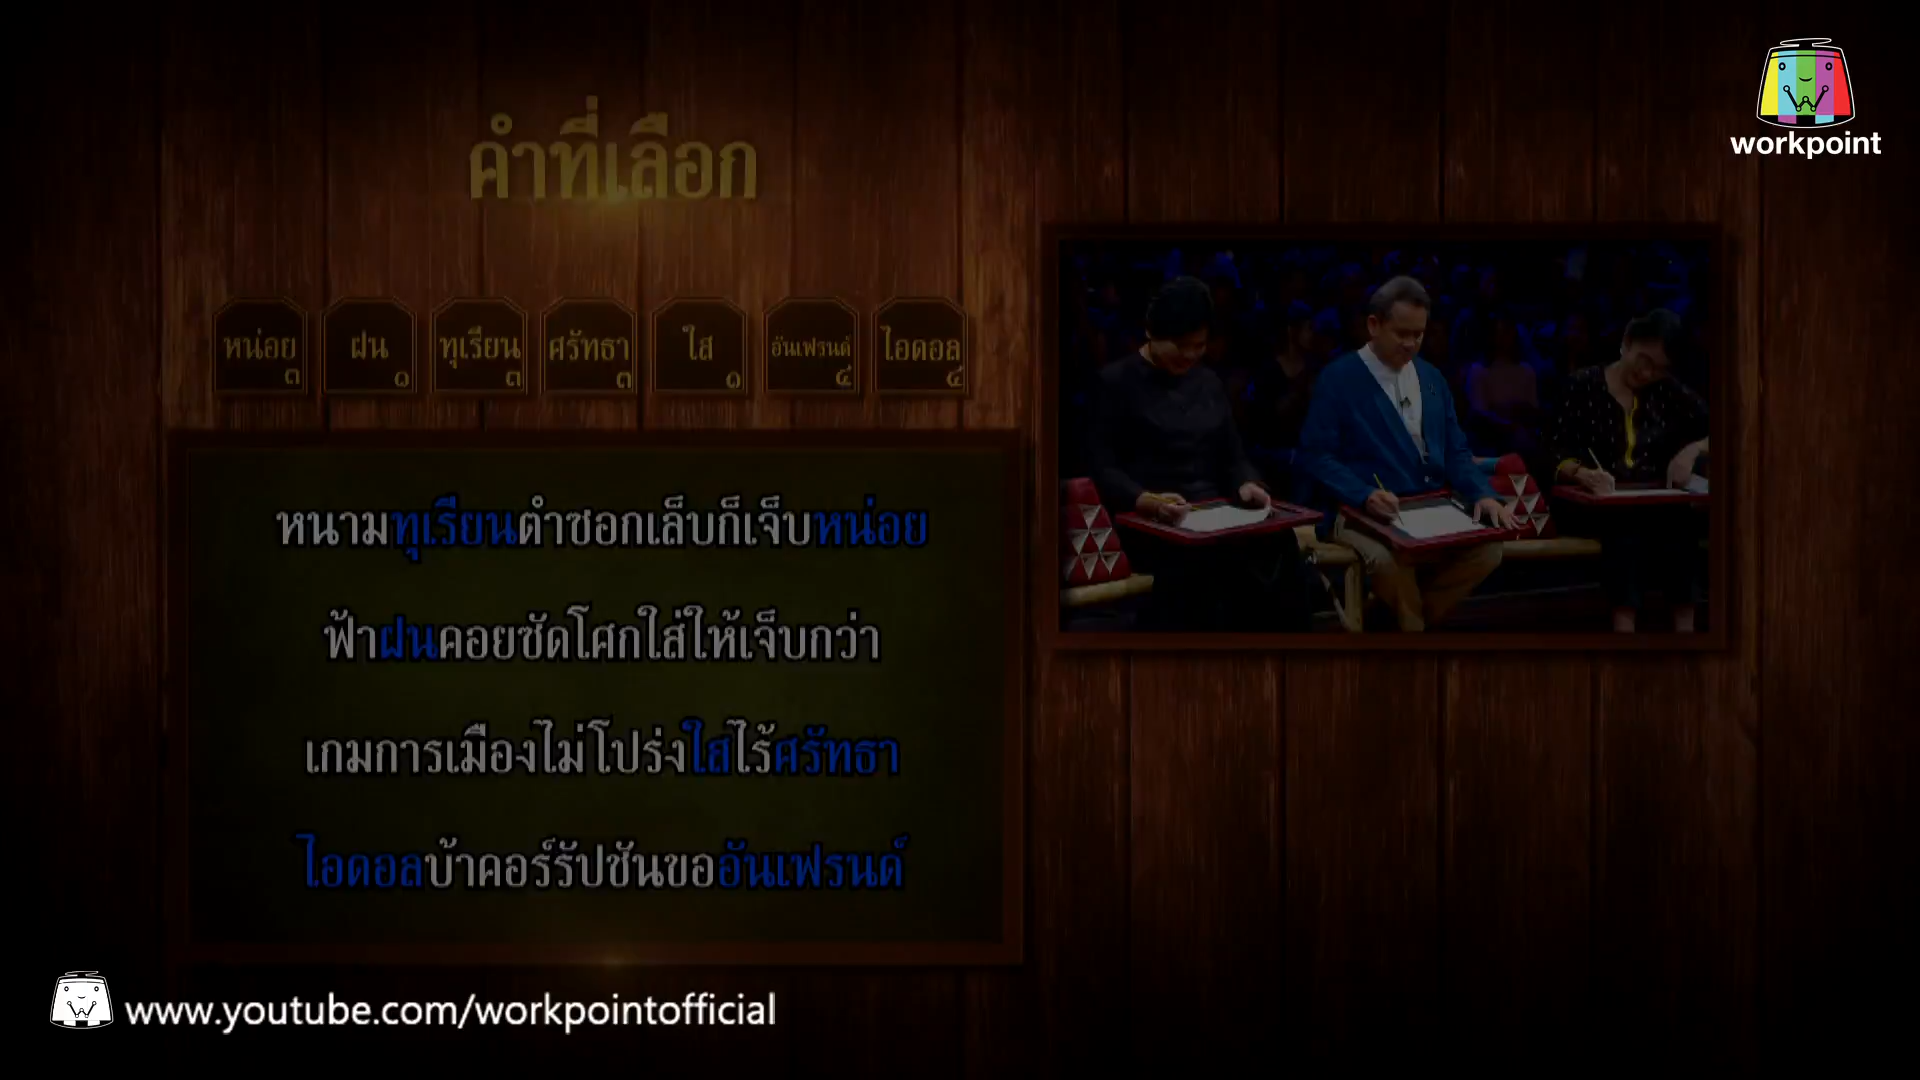 workpoint
คำที่เลือก
หน่อย ๓
ฝน ๑
ทุเรียน ๓
ศรัทธา ๓
ใส ๑
อันเฟรนด์ ๔
ไอดอล ๔
หนามทุเรียนตำซอกเล็บก็เจ็บหน่อย
ฟ้าฝนคอยซัดโศกใส่ให้เจ็บกว่า
เกมการเมืองไม่โปร่งใสไร้ศรัทธา
ไอดอลบ้าคอร์รัปชันขออันเฟรนด์
www.youtube.com/workpointofficial